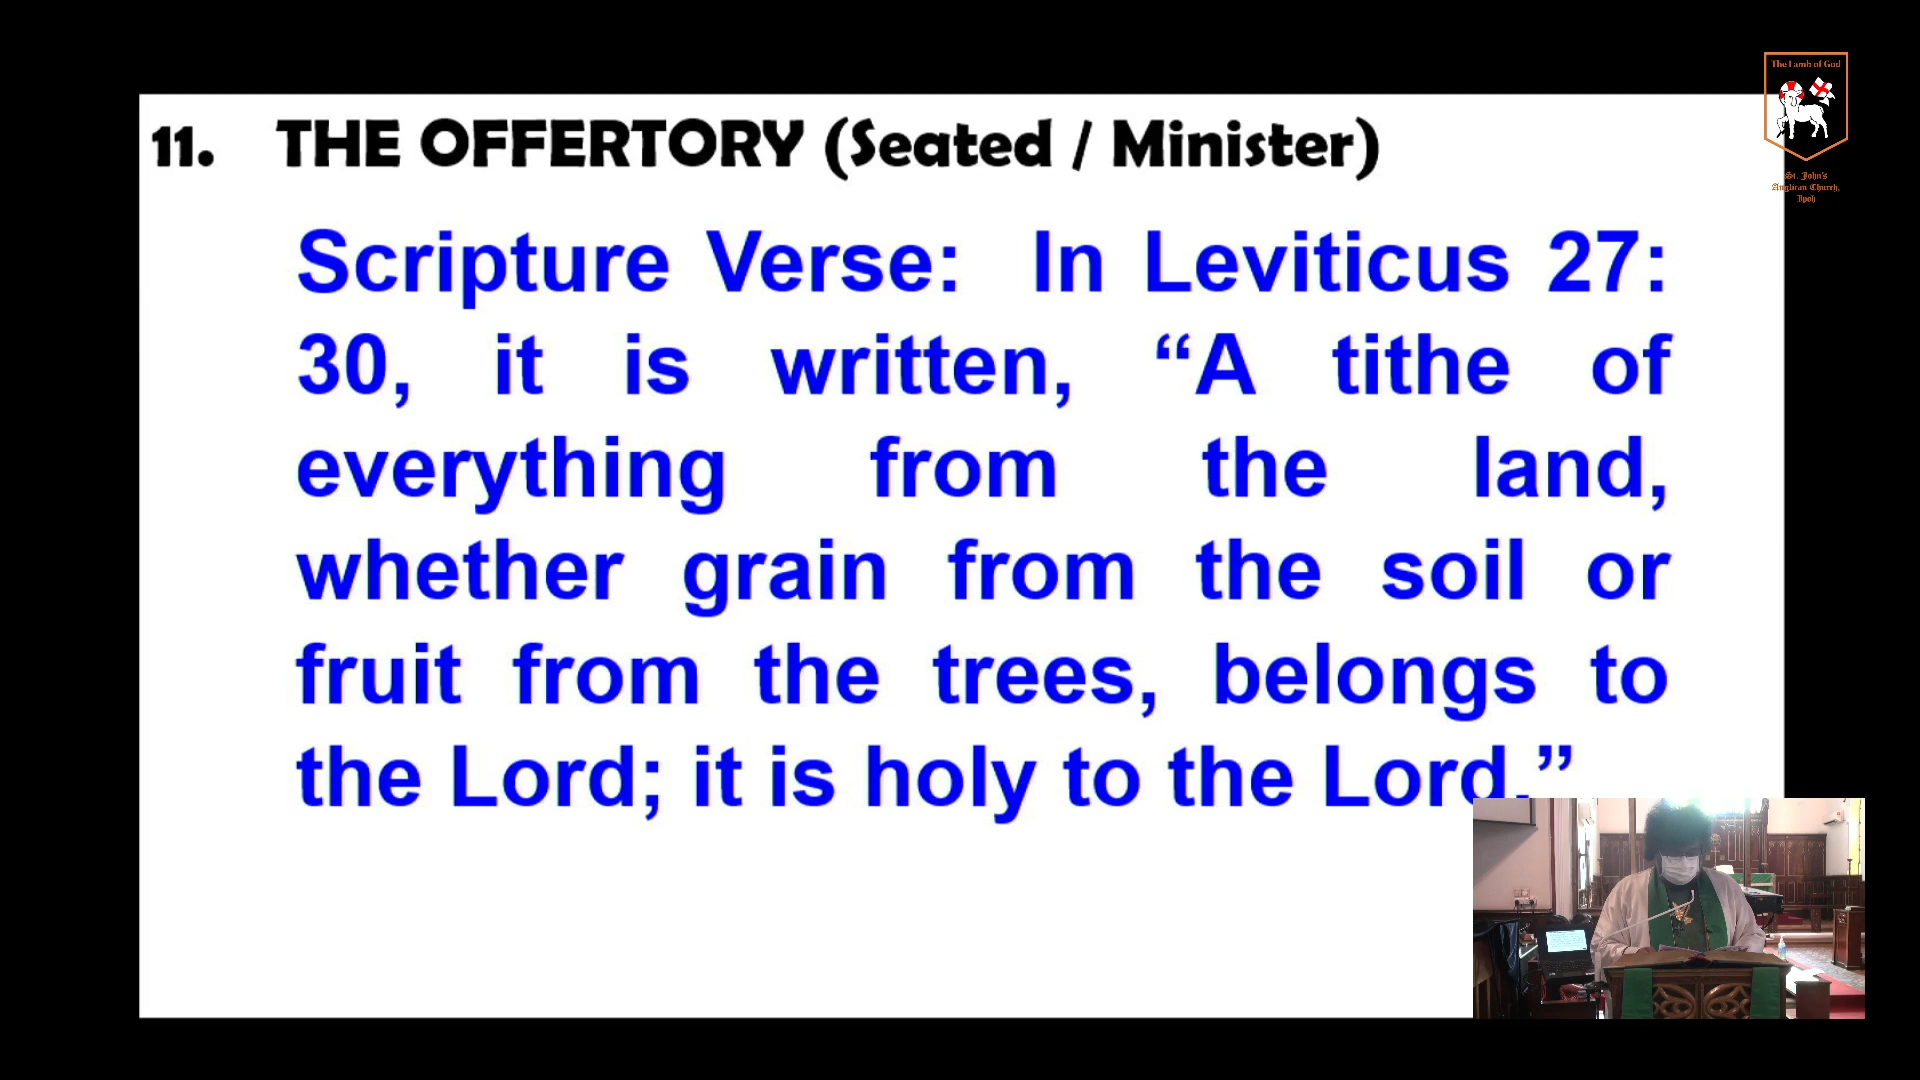 The Lamb of God
St. John's
Anglican Church,
Ipoh
11. THE OFFERTORY (Seated / Minister)
Scripture Verse: In Leviticus 27:
30, it is written, “A tithe of
everything from the land,
whether grain from the soil or
fruit from the trees, belongs to
the Lord; it is holy to the Lord.”